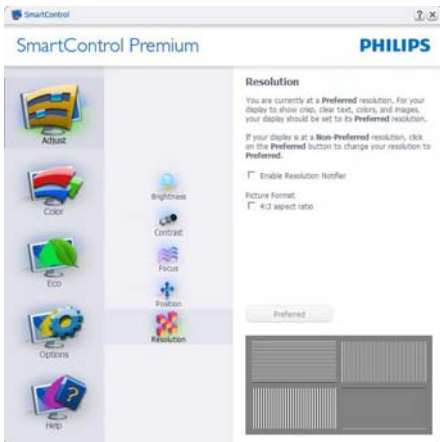 SmartControl
? X
SmartControl Premium
PHILIPS
Adjust
Color
Eco
Options
Help
Brightness
Contrast
Focus
Position
Resolution
Resolution
You are currently at a Preferred resolution. For your
display to show crisp, clear text, colors, and images,
your display should be set to its Preferred resolution.
If your display is at a Non-Preferred resolution, click
on the Preferred button to change your resolution to
Preferred.
Enable Resolution Notifier
Picture Format
4:3 aspect ratio
Preferred